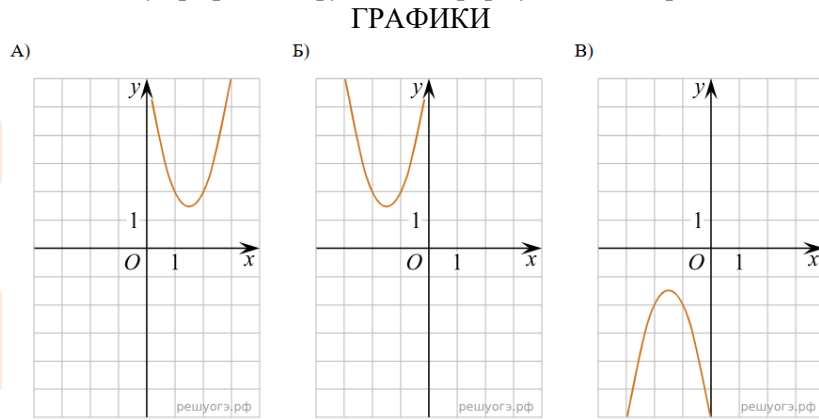 ГРАФИКИ
А) Б) В)
y y y
1 1 1
O 1 x O 1 x O 1 x
решуогэ.рф решуогэ.рф решуогэ.рф